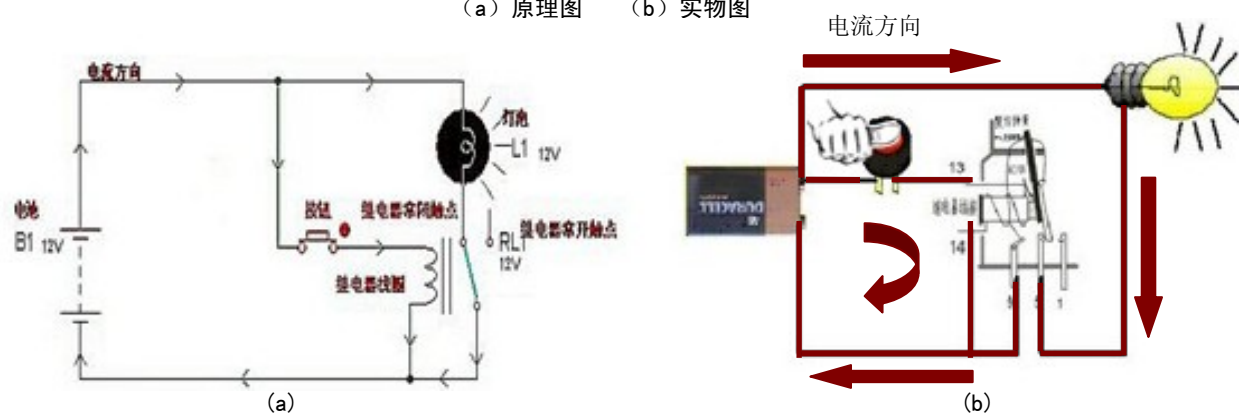 （a）原理图　（b）实物图
电流方向
灯泡
L1 12V
电池
B1 12V
按钮
继电器常闭触点
继电器常开触点
RL1
12V
继电器线圈
(a)
电流方向
DURACELL
13
14
1
(b)